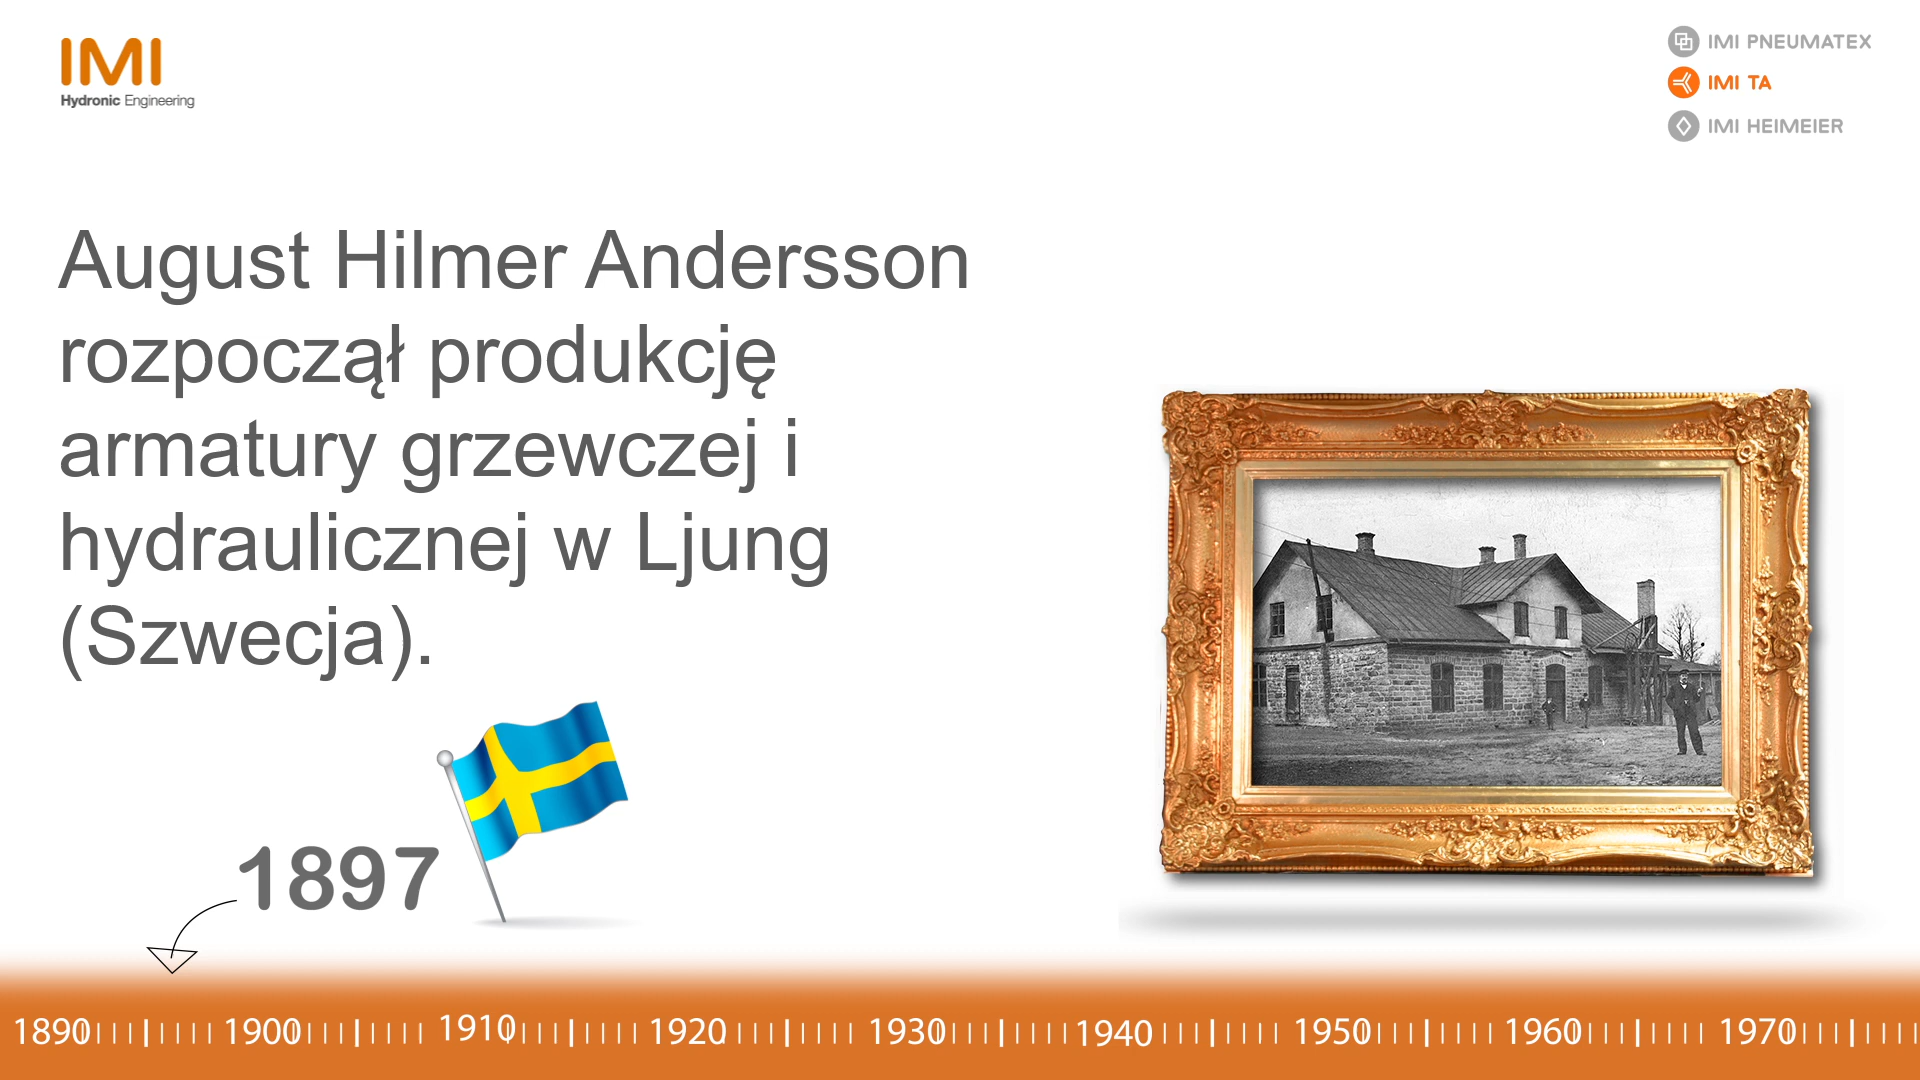 IMI
Hydronic Engineering
IMI PNEUMATEX
IMI TA
IMI HEIMEIER
August Hilmer Andersson
rozpoczął produkcję
armatury grzewczej i
hydraulicznej w Ljung
(Szwecja).
1897
1890 1900 1910 1920 1930 1940 1950 1960 1970